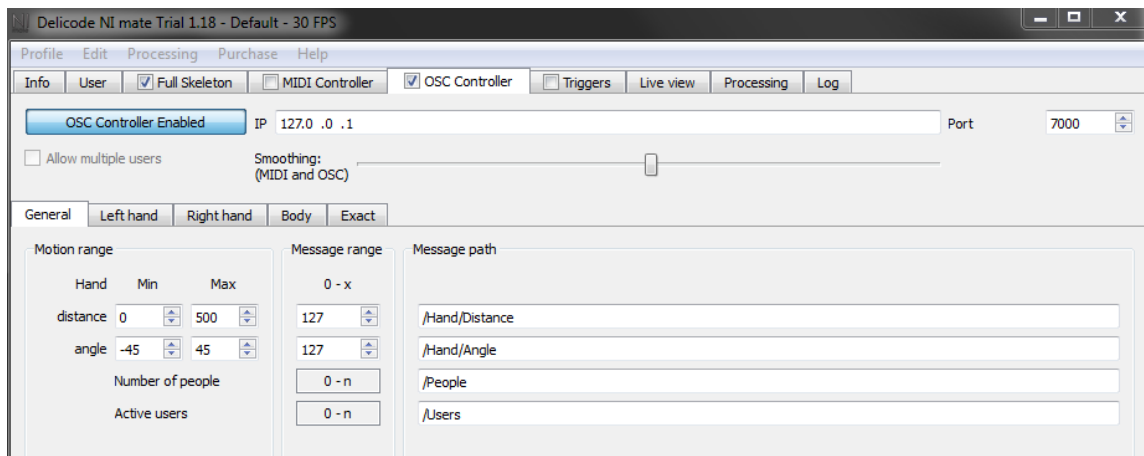 Delicode NI mate Trial 1.18 - Default - 30 FPS
Profile Edit Processing Purchase Help
Info User Full Skeleton MIDI Controller OSC Controller Triggers Live view Processing Log
OSC Controller Enabled IP 127.0 .0 .1 Port 7000
Allow multiple users Smoothing:
(MIDI and OSC)
General Left hand Right hand Body Exact
Motion range Message range Message path
Hand Min Max 0 - x
distance 0 500 127 /Hand/Distance
angle -45 45 127 /Hand/Angle
Number of people 0 - n /People
Active users 0 - n /Users